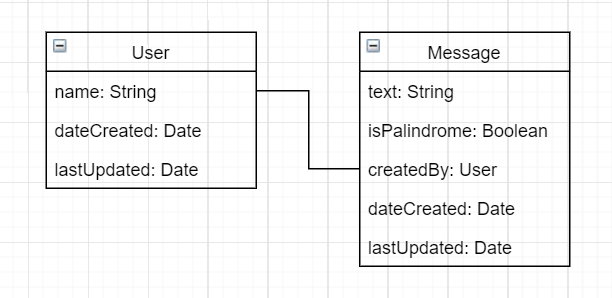 User
name: String
dateCreated: Date
lastUpdated: Date
Message
text: String
isPalindrome: Boolean
createdBy: User
dateCreated: Date
lastUpdated: Date